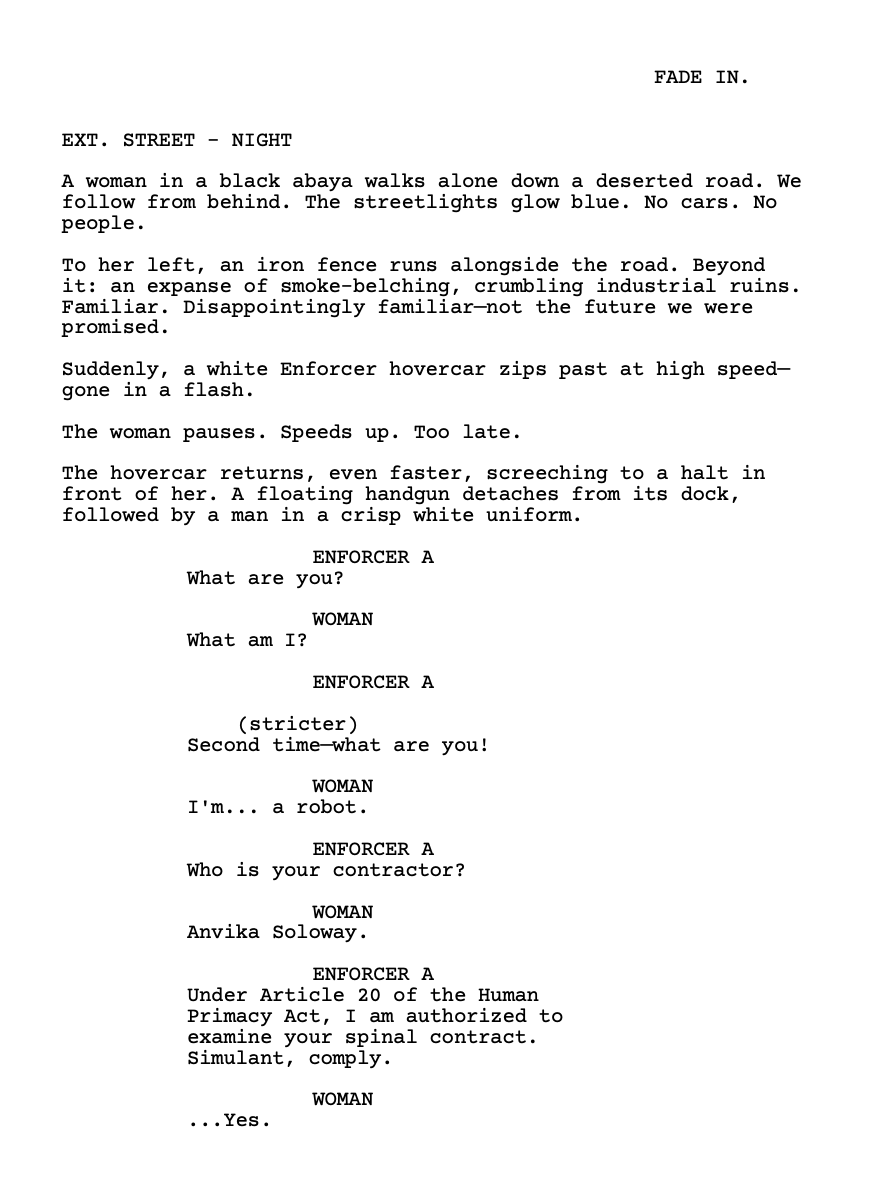 FADE IN.
EXT. STREET - NIGHT
A woman in a black abaya walks alone down a deserted road. We
follow from behind. The streetlights glow blue. No cars. No
people.
To her left, an iron fence runs alongside the road. Beyond
it: an expanse of smoke-belching, crumbling industrial ruins.
Familiar. Disappointingly familiar—not the future we were
promised.
Suddenly, a white Enforcer hovercar zips past at high speed—
gone in a flash.
The woman pauses. Speeds up. Too late.
The hovercar returns, even faster, screeching to a halt in
front of her. A floating handgun detaches from its dock,
followed by a man in a crisp white uniform.
ENFORCER A
What are you?
WOMAN
What am I?
ENFORCER A
(stricter)
Second time—what are you!
WOMAN
I'm... a robot.
ENFORCER A
Who is your contractor?
WOMAN
Anvika Soloway.
ENFORCER A
Under Article 20 of the Human
Primacy Act, I am authorized to
examine your spinal contract.
Simulant, comply.
WOMAN
...Yes.